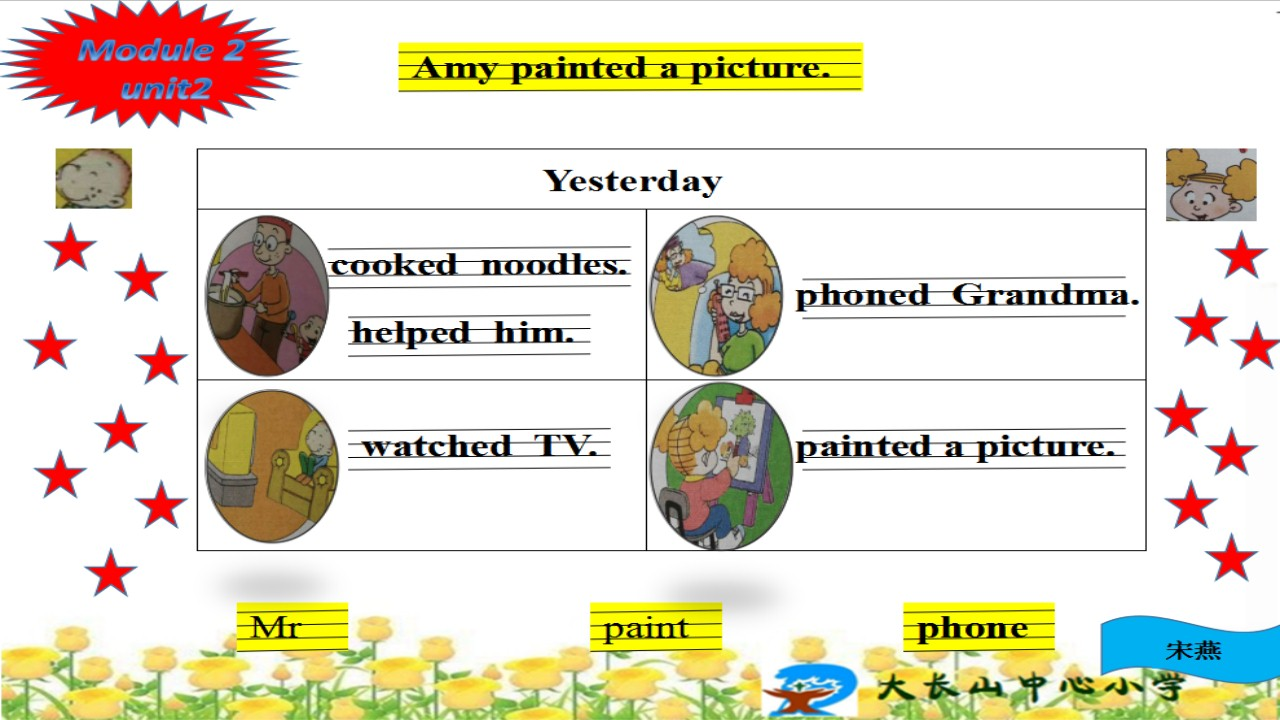 Module 2
unit2
Amy painted a picture.
Yesterday
cooked noodles.
helped him.
phoned Grandma.
watched TV.
painted a picture.
Mr
paint
phone
宋燕
大长山中心小学